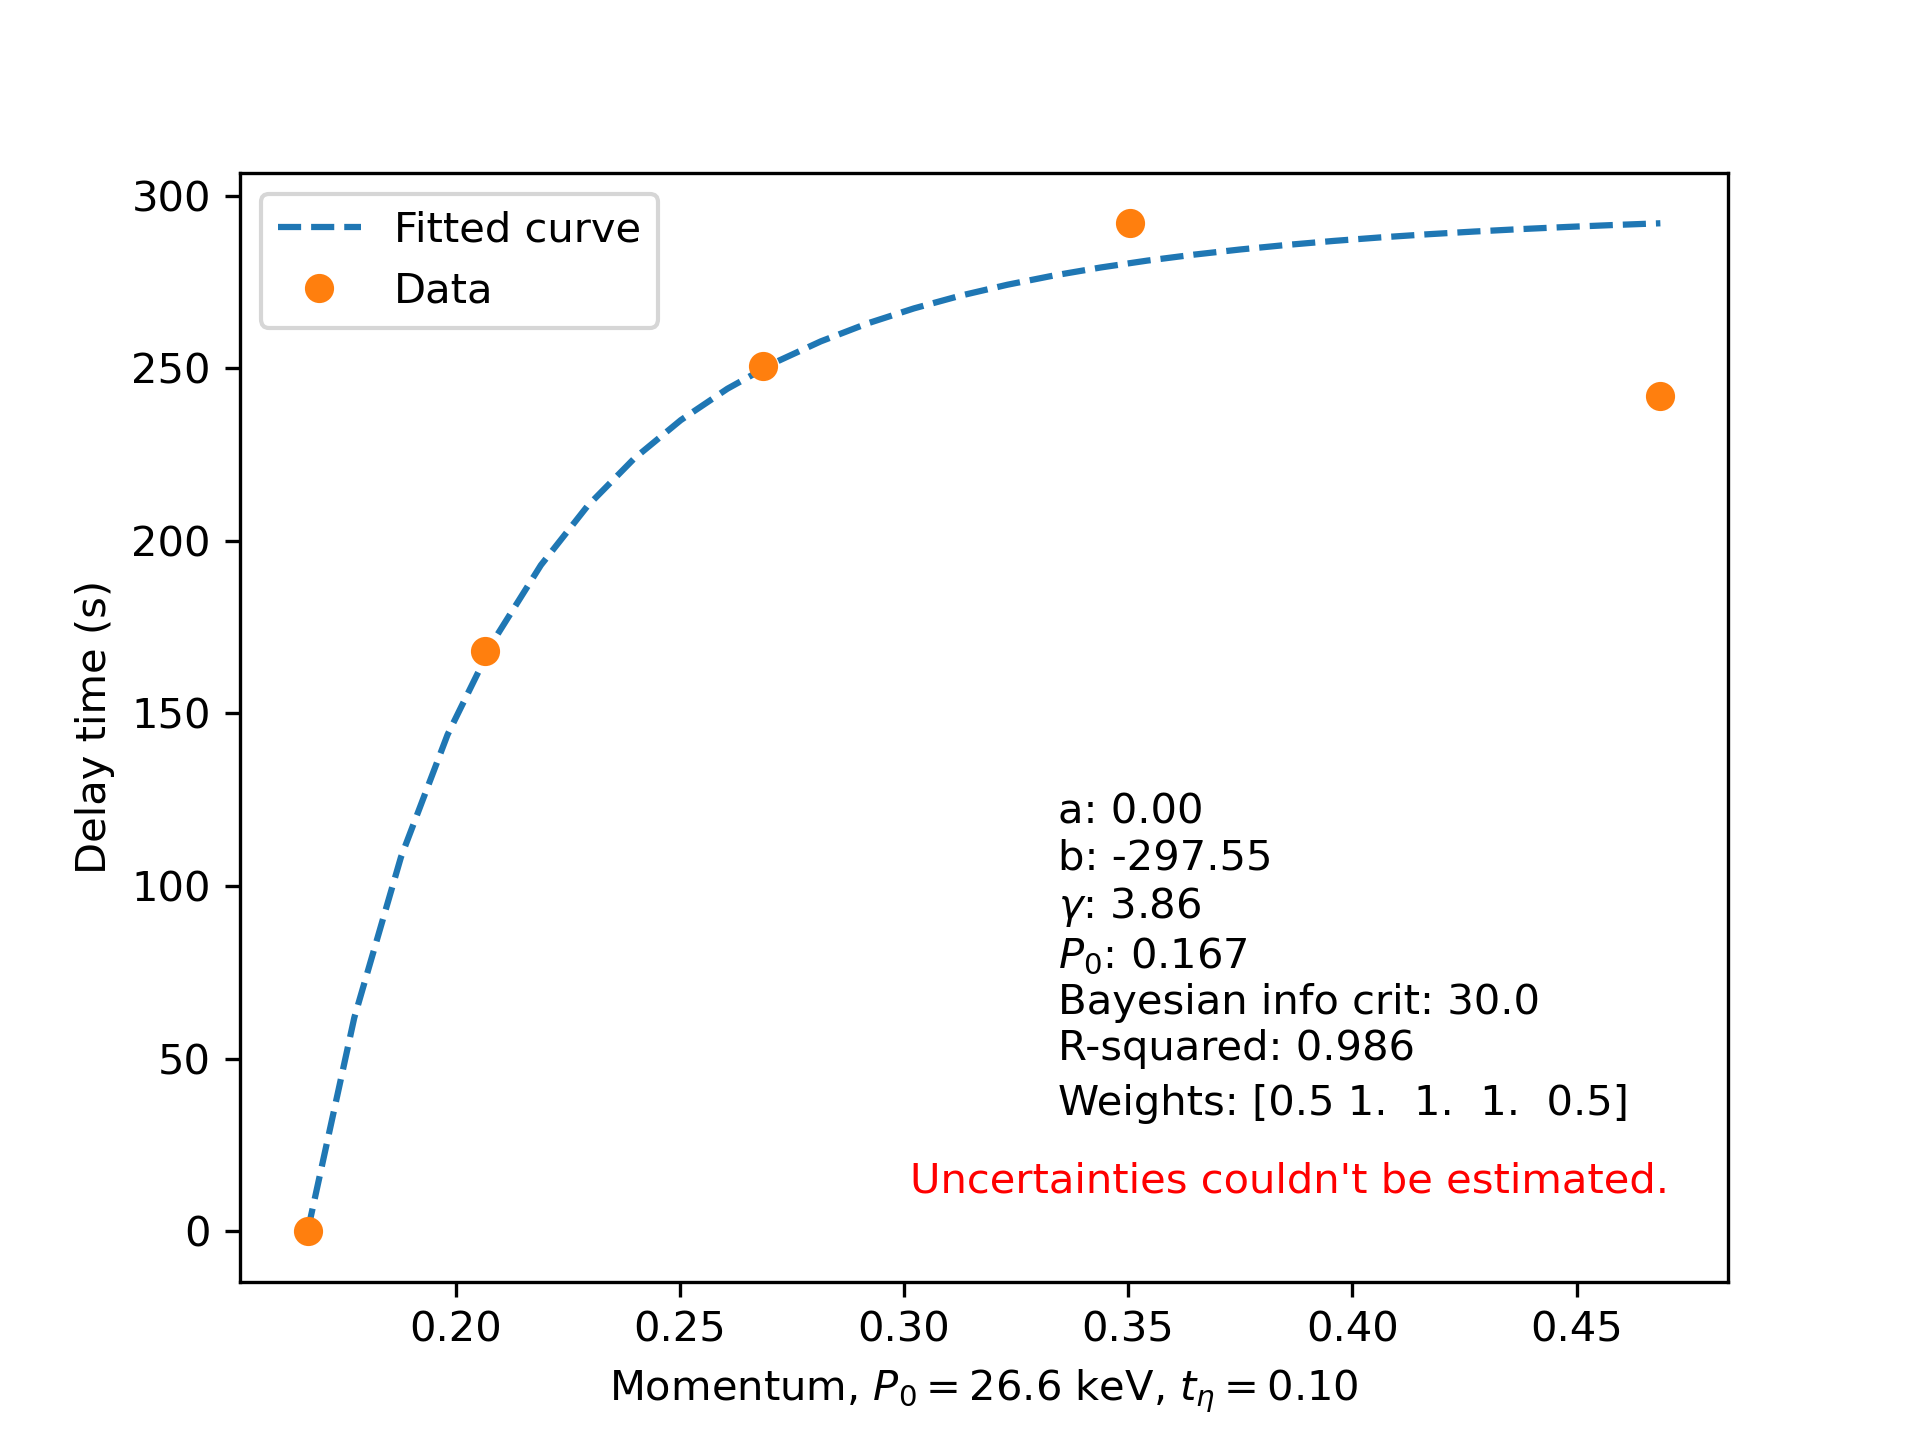 300
250
200
150
100
50
0
Delay time (s)
Fitted curve
Data
a: 0.00
b: -297.55
γ: 3.86
P₀: 0.167
Bayesian info crit: 30.0
R-squared: 0.986
Weights: [0.5 1.  1.  1.  0.5]
Uncertainties couldn't be estimated.
0.20 0.25 0.30 0.35 0.40 0.45
Momentum, P₀ = 26.6 keV, t_η = 0.10